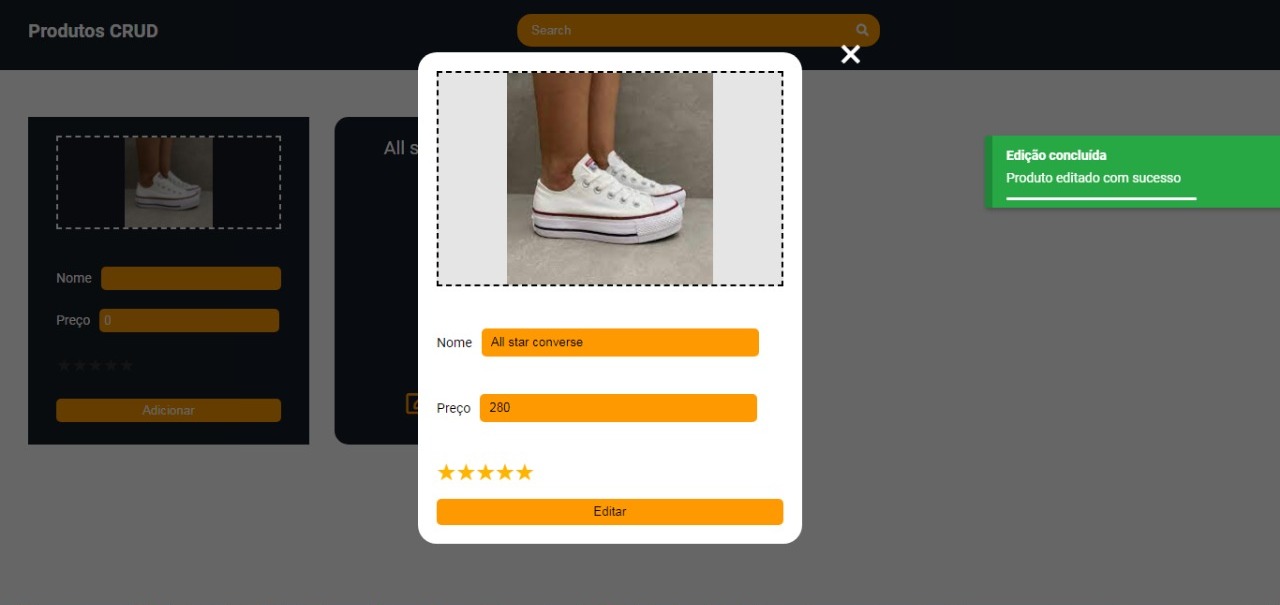 Produtos CRUD
Search
All s
Edição concluída
Produto editado com sucesso
Nome
Preço
0
Adicionar
Nome
All star converse
Preço
280
Editar